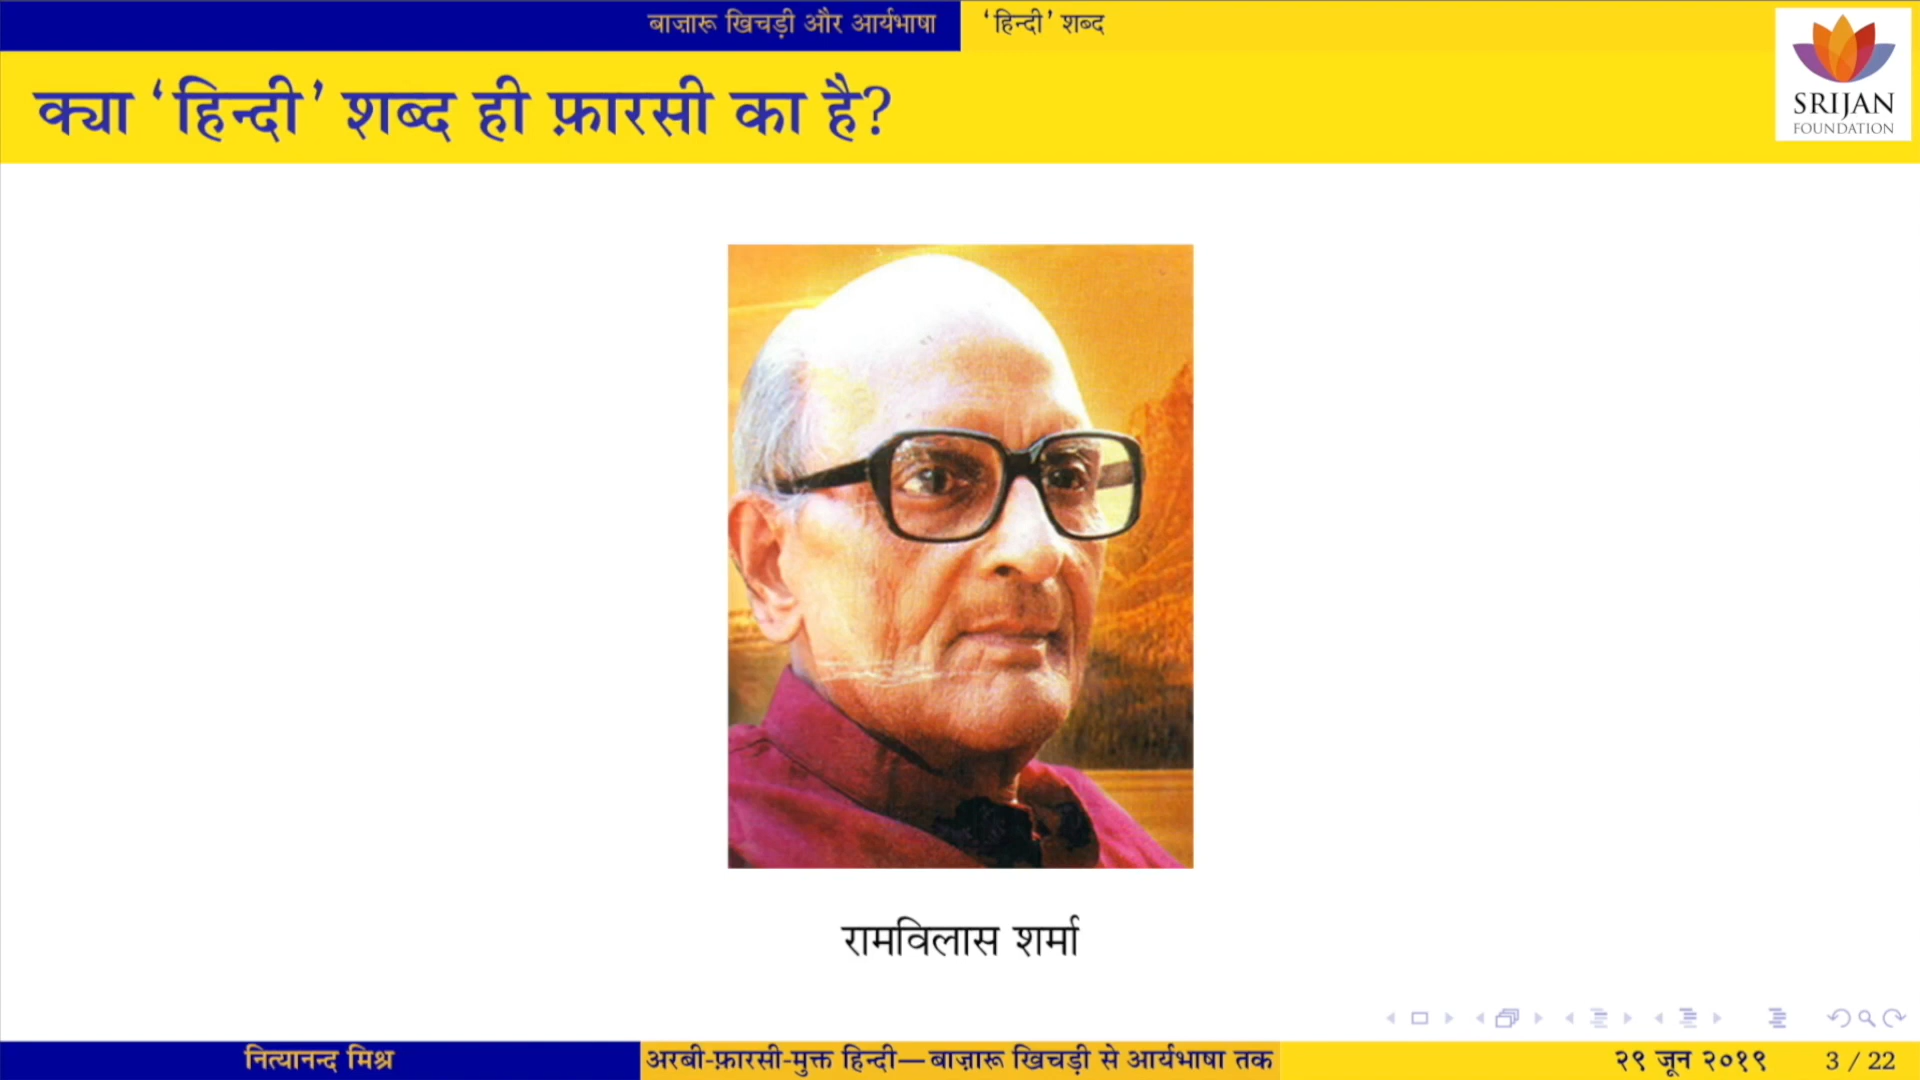 बाज़ारू खिचड़ी और आर्यभाषा
‘हिन्दी’ शब्द
SRIJAN
FOUNDATION
क्या ‘हिन्दी’ शब्द ही फ़ारसी का है?
रामविलास शर्मा
नित्यानन्द मिश्र
अरबी-फ़ारसी-मुक्त हिन्दी—बाज़ारू खिचड़ी से आर्यभाषा तक
२९ जून २०१९
3 / 22